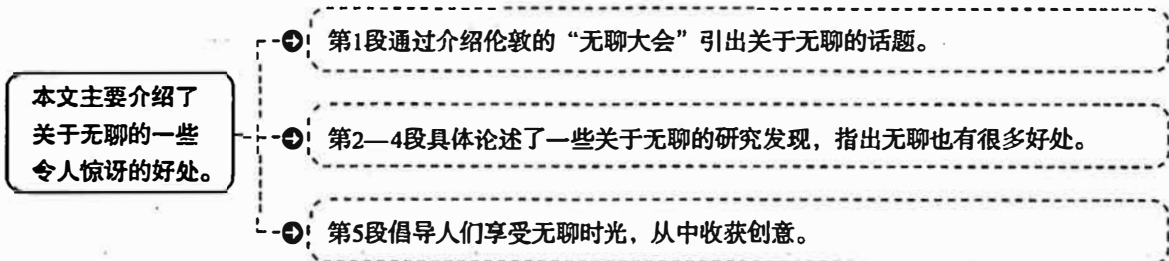 第1段通过介绍伦敦的“无聊大会”引出关于无聊的话题。
本文主要介绍了
关于无聊的一些
令人惊讶的好处。
第2—4段具体论述了一些关于无聊的研究发现，指出无聊也有很多好处。
第5段倡导人们享受无聊时光，从中收获创意。